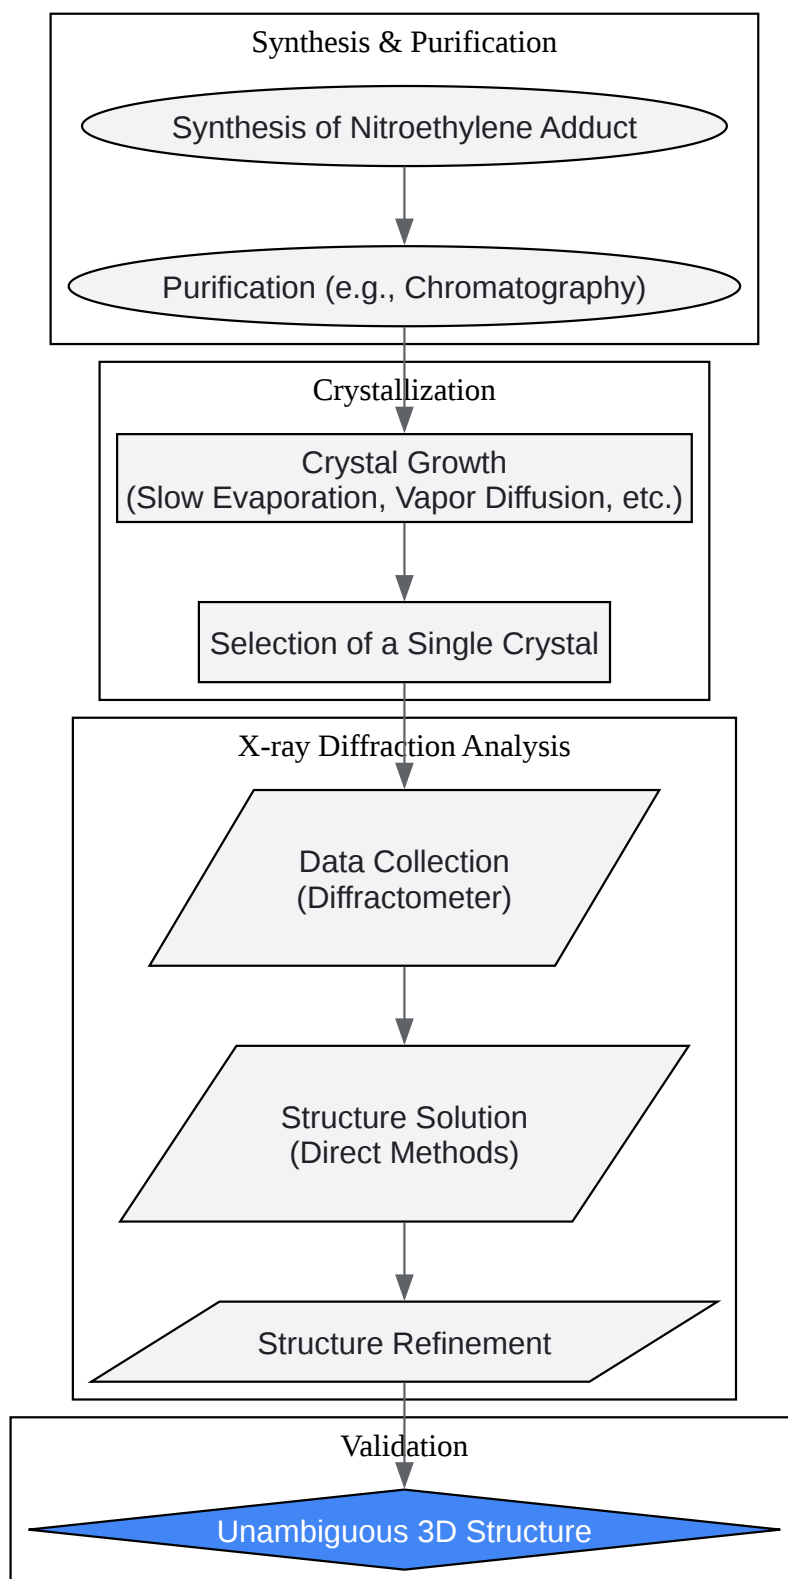 Synthesis & Purification
Synthesis of Nitroethylene Adduct
Purification (e.g., Chromatography)
Crystallization
Crystal Growth
(Slow Evaporation, Vapor Diffusion, etc.)
Selection of a Single Crystal
X-ray Diffraction Analysis
Data Collection
(Diffractometer)
Structure Solution
(Direct Methods)
Structure Refinement
Validation
Unambiguous 3D Structure